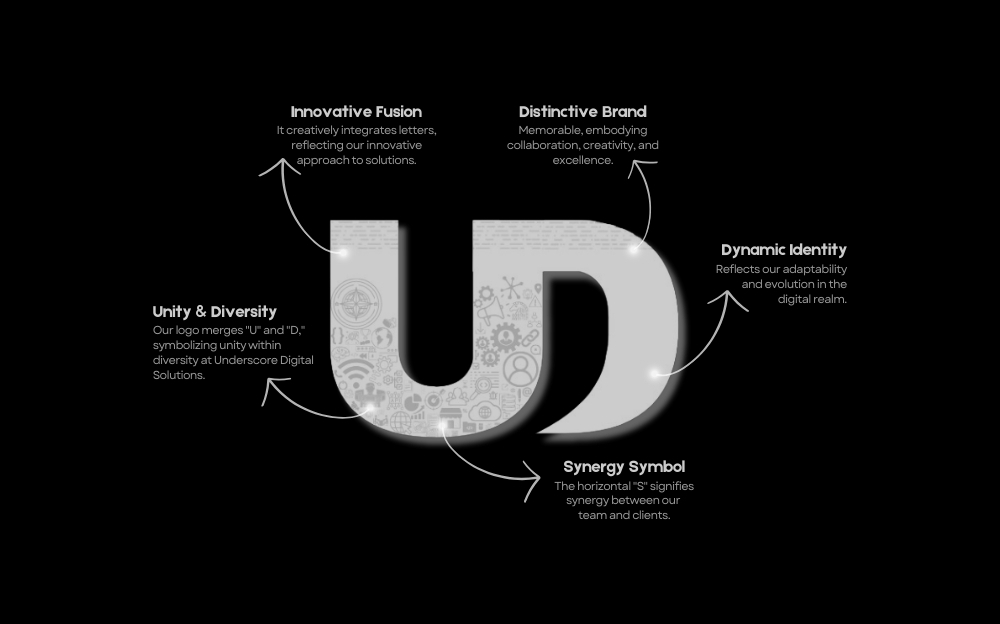 Innovative Fusion
It creatively integrates letters,
reflecting our innovative
approach to solutions.
Distinctive Brand
Memorable, embodying
collaboration, creativity, and
excellence.
Dynamic Identity
Reflects our adaptability
and evolution in the
digital realm.
Unity & Diversity
Our logo merges "U" and "D,"
symbolizing unity within
diversity at Underscore Digital
Solutions.
UD
Synergy Symbol
The horizontal "S" signifies
synergy between our
team and clients.